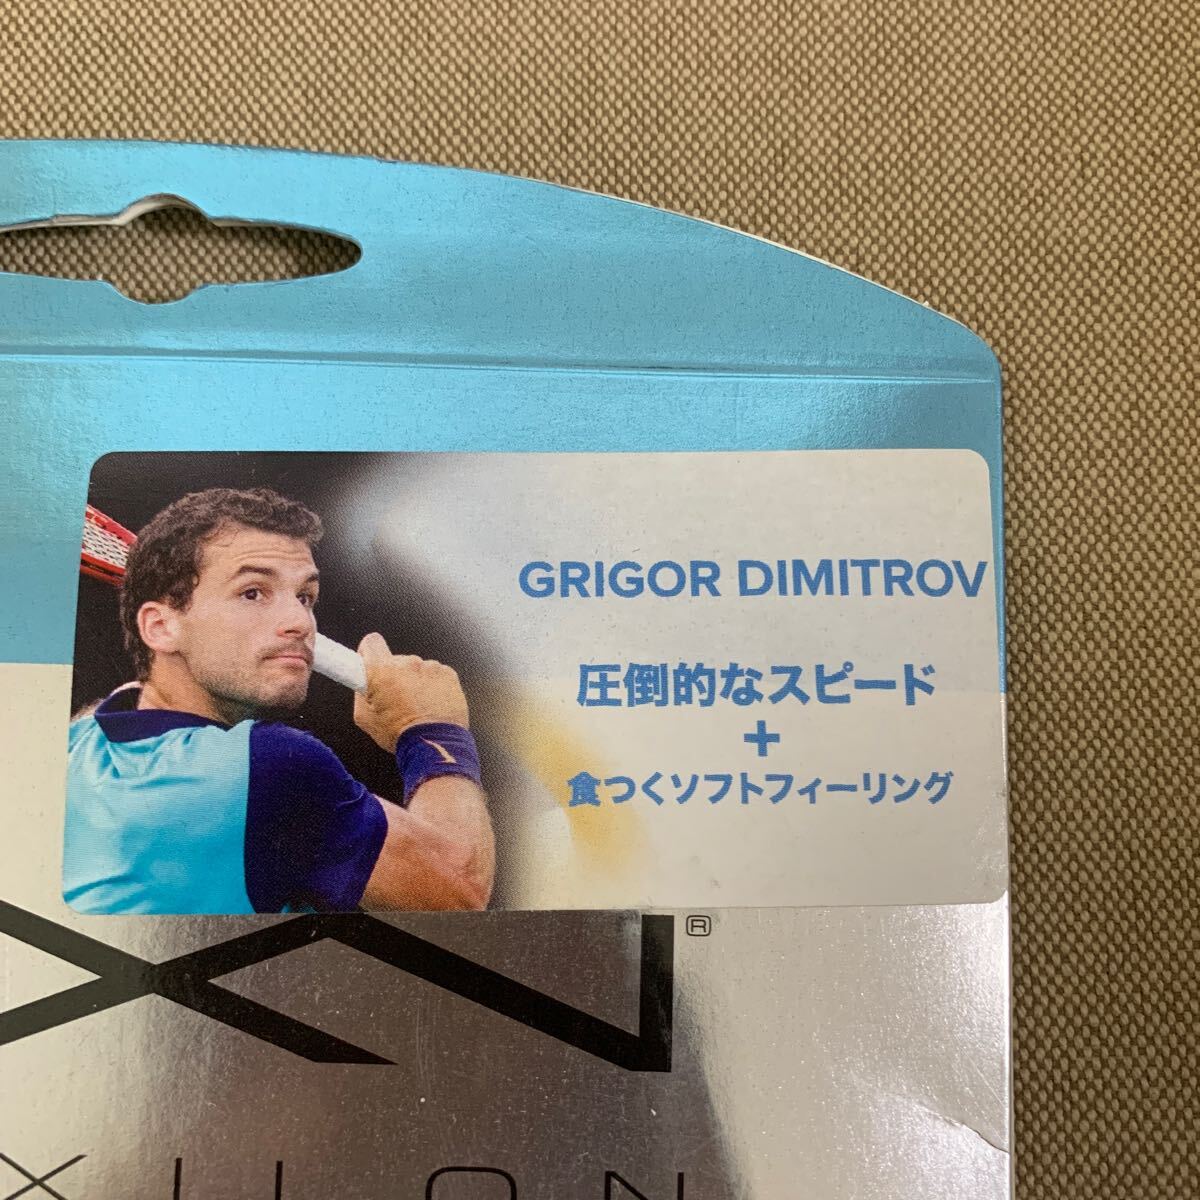 GRIGOR DIMITROV
圧倒的なスピード
+
食つくソフトフィーリング
®